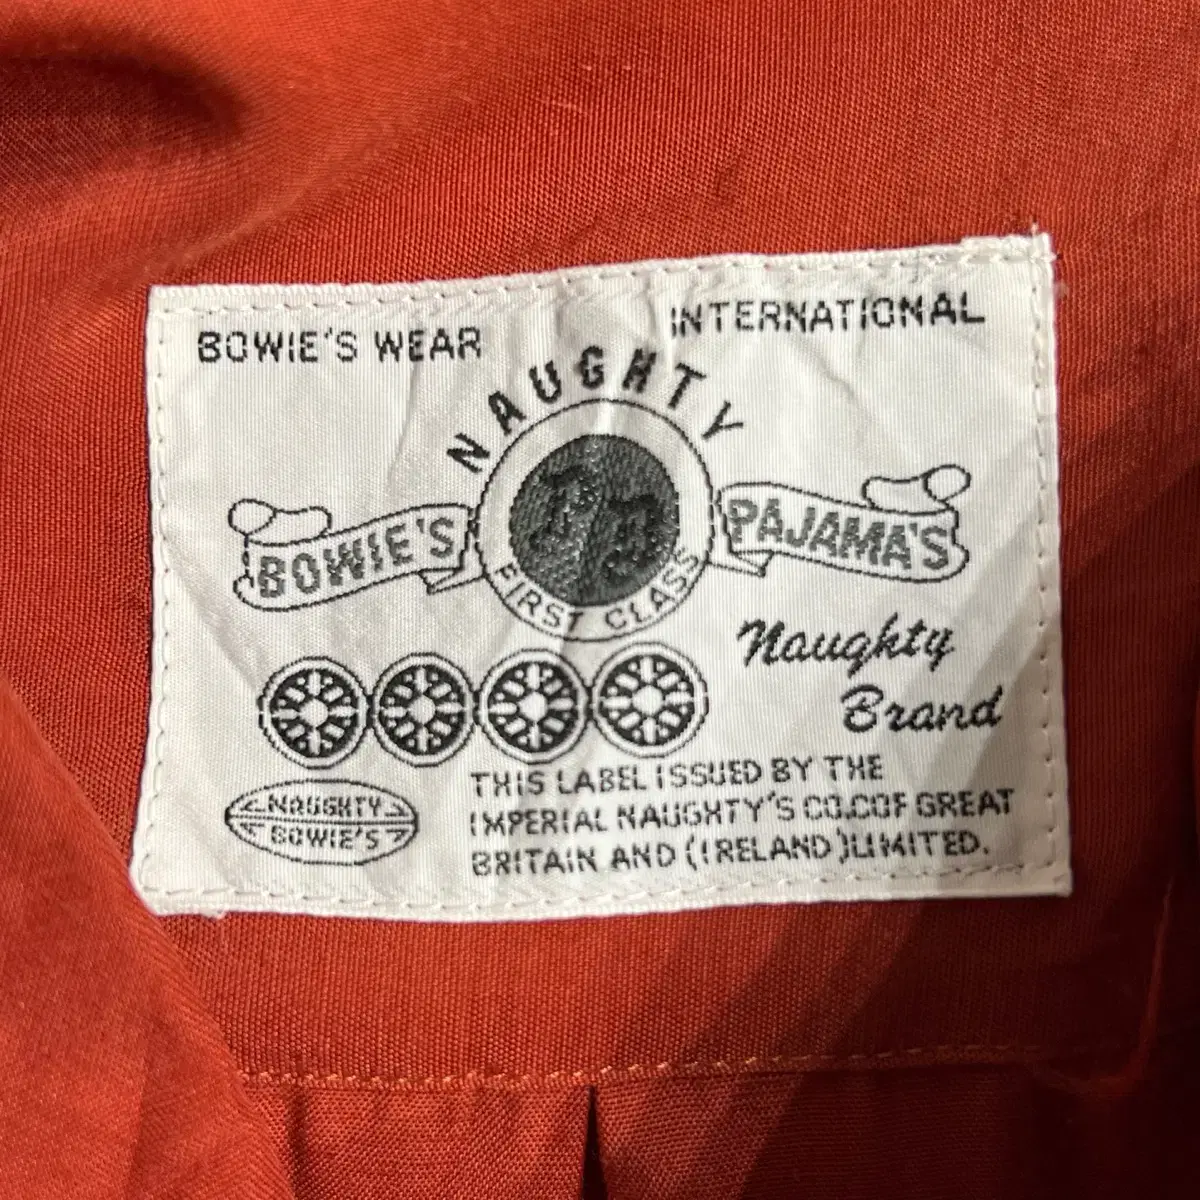 BOWIE'S WEAR INTERNATIONAL
NAUGHTY
BOWIE'S
PAJAMA'S
FIRST CLASS
Naughty
Brand
NAUGHTY
BOWIE'S
THIS LABEL ISSUED BY THE
IMPERIAL NAUGHTY'S CO.COF GREAT
BRITAIN AND (IRELAND)LIMITED.